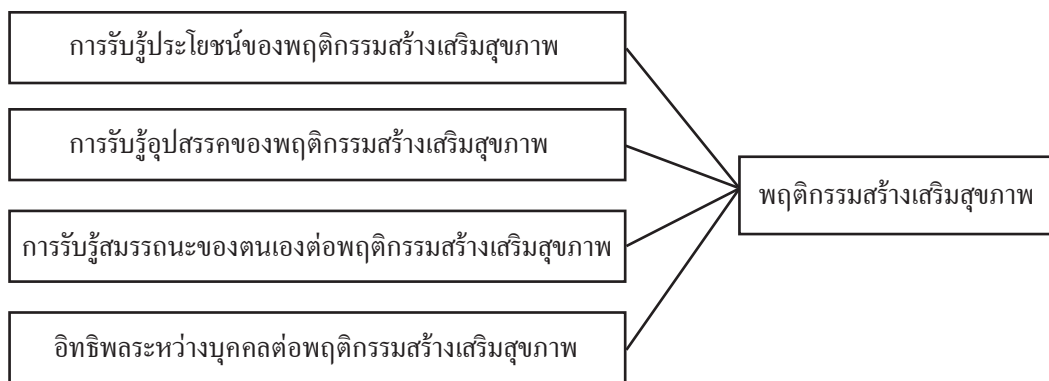 การรับรู้ประโยชน์ของพฤติกรรมสร้างเสริมสุขภาพ
การรับรู้อุปสรรคของพฤติกรรมสร้างเสริมสุขภาพ
พฤติกรรมสร้างเสริมสุขภาพ
การรับรู้สมรรถนะของตนเองต่อพฤติกรรมสร้างเสริมสุขภาพ
อิทธิพลระหว่างบุคคลต่อพฤติกรรมสร้างเสริมสุขภาพ